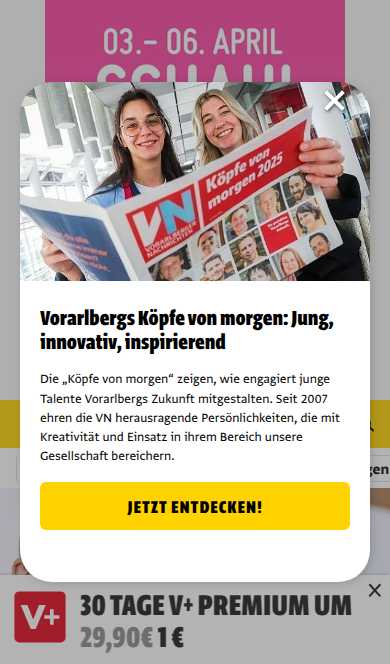 03.– 06. APRIL
Köpfe von
morgen 2025
VN
VORARLBERGER
NACHRICHTEN
Vorarlbergs Köpfe von morgen: Jung,
innovativ, inspirierend
Die „Köpfe von morgen“ zeigen, wie engagiert junge
Talente Vorarlbergs Zukunft mitgestalten. Seit 2007
ehren die VN herausragende Persönlichkeiten, die mit
Kreativität und Einsatz in ihrem Bereich unsere
Gesellschaft bereichern.
JETZT ENTDECKEN!
V+
30 TAGE V+ PREMIUM UM
29,90€ 1 €